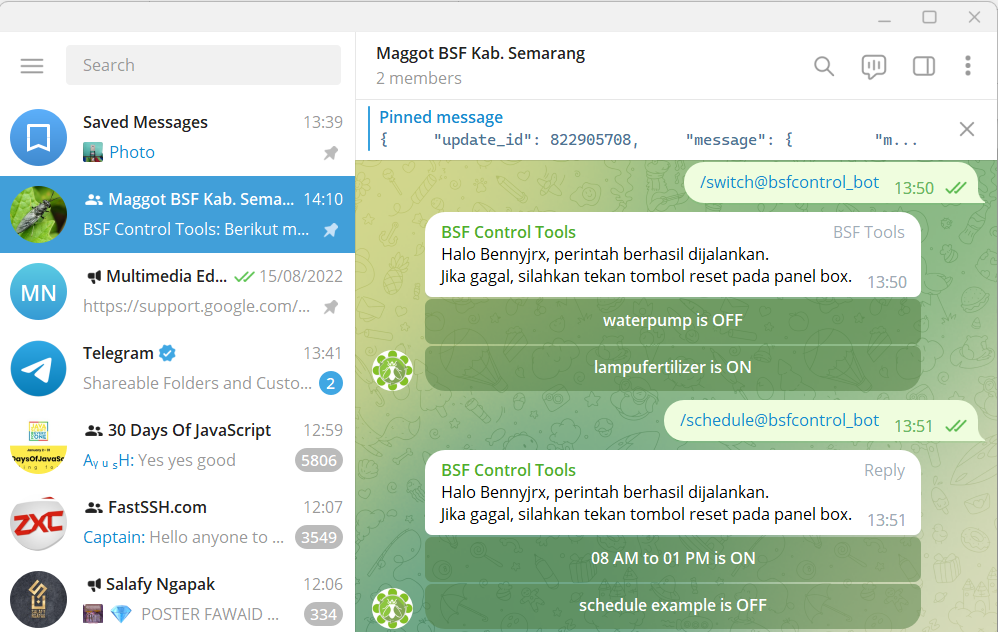 Search
Saved Messages
13:39
Photo
Maggot BSF Kab. Sema...
14:10
BSF Control Tools: Berikut m...
MN
Multimedia Ed...
15/08/2022
https://support.google.com/...
Telegram
13:41
Shareable Folders and Custo...
2
30 Days Of JavaScript
12:59
Aᵧ ᵤ ₛH: Yes yes good
5806
ZXC
FastSSH.com
12:07
Captain: Hello anyone to ...
3549
Salafy Ngapak
12:06
POSTER FAWAID ...
334
Maggot BSF Kab. Semarang
2 members
Pinned message
{ "update_id": 822905708, "message": { "m...
/switch@bsfcontrol_bot
13:50
BSF Control Tools
BSF Tools
Halo Bennyjrx, perintah berhasil dijalankan.
Jika gagal, silahkan tekan tombol reset pada panel box.
13:50
waterpump is OFF
lampufertilizer is ON
/schedule@bsfcontrol_bot
13:51
BSF Control Tools
Reply
Halo Bennyjrx, perintah berhasil dijalankan.
Jika gagal, silahkan tekan tombol reset pada panel box.
13:51
08 AM to 01 PM is ON
schedule example is OFF